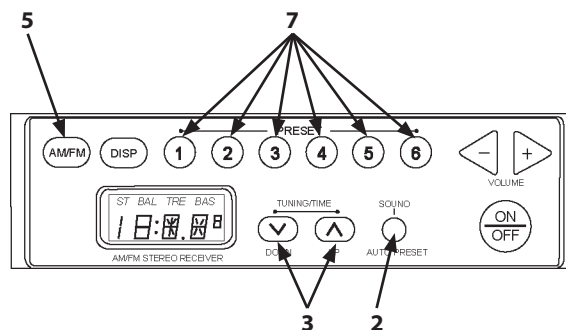 5 7
PRESET
AM/FM DISP 1 2 3 4 5 6 - +
VOLUME
ST BAL TRE BAS
TUNING/TIME SOUNO
ON
OFF
DOWN UP AUTO PRESET
AM/FM STEREO RECEIVER
3 2